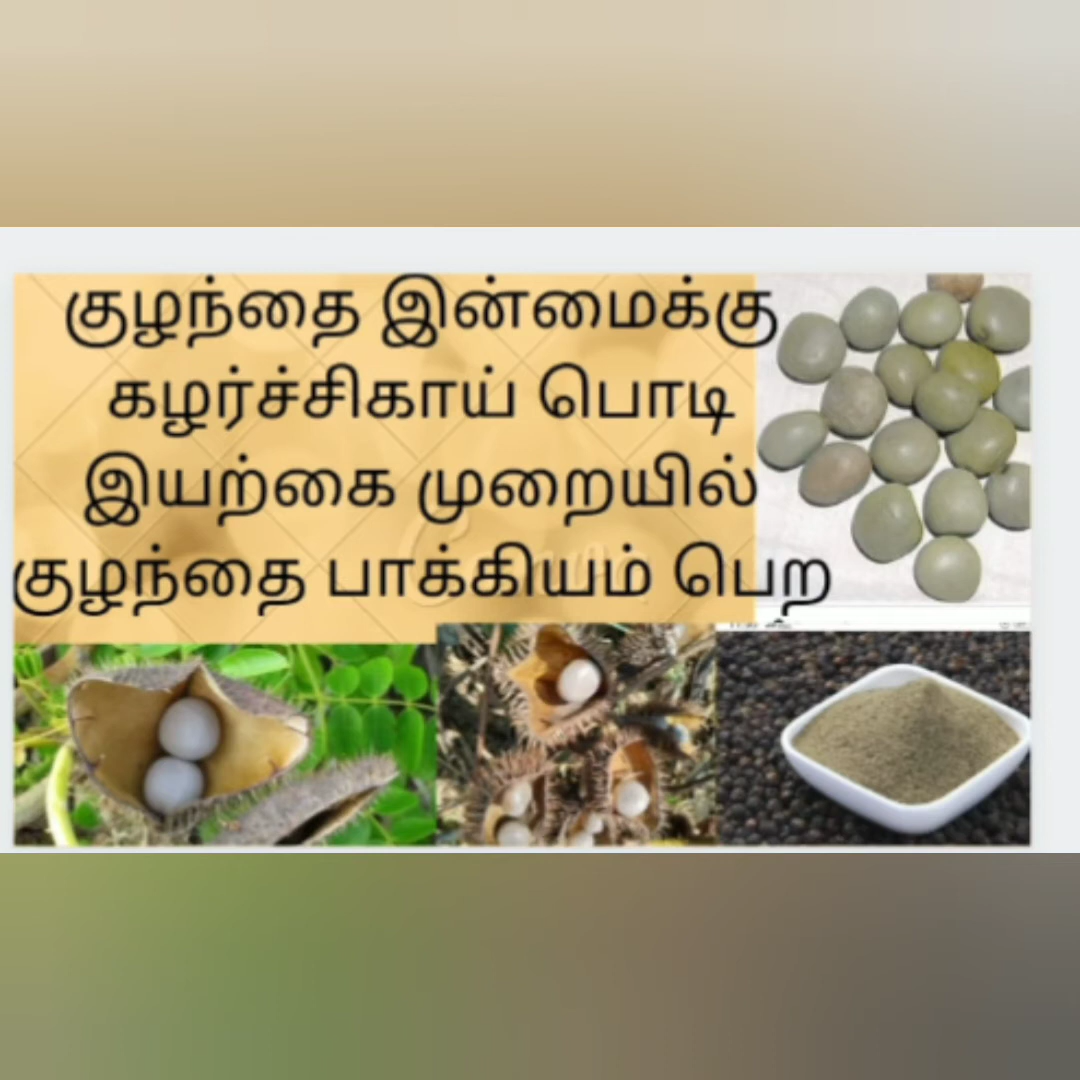 குழந்தை இன்மைக்கு
கழர்ச்சிகாய் பொடி
இயற்கை முறையில்
குழந்தை பாக்கியம் பெற